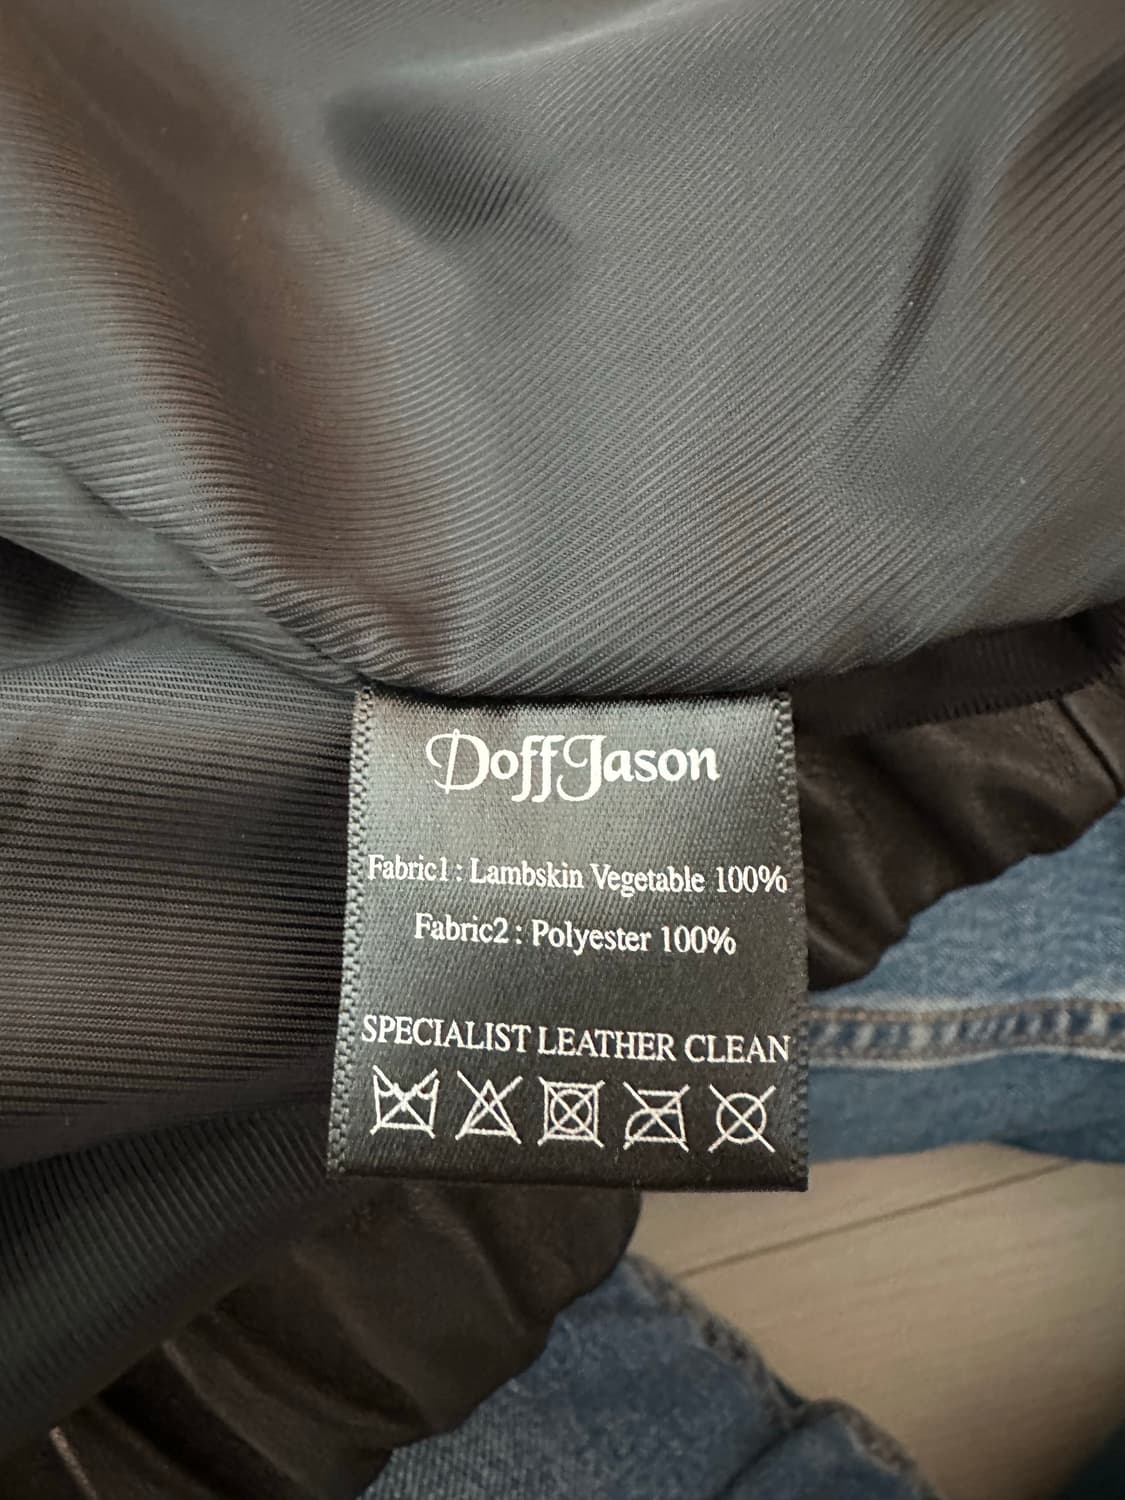 DoffJason
Fabric1 : Lambskin Vegetable 100%
Fabric2 : Polyester 100%
SPECIALIST LEATHER CLEAN